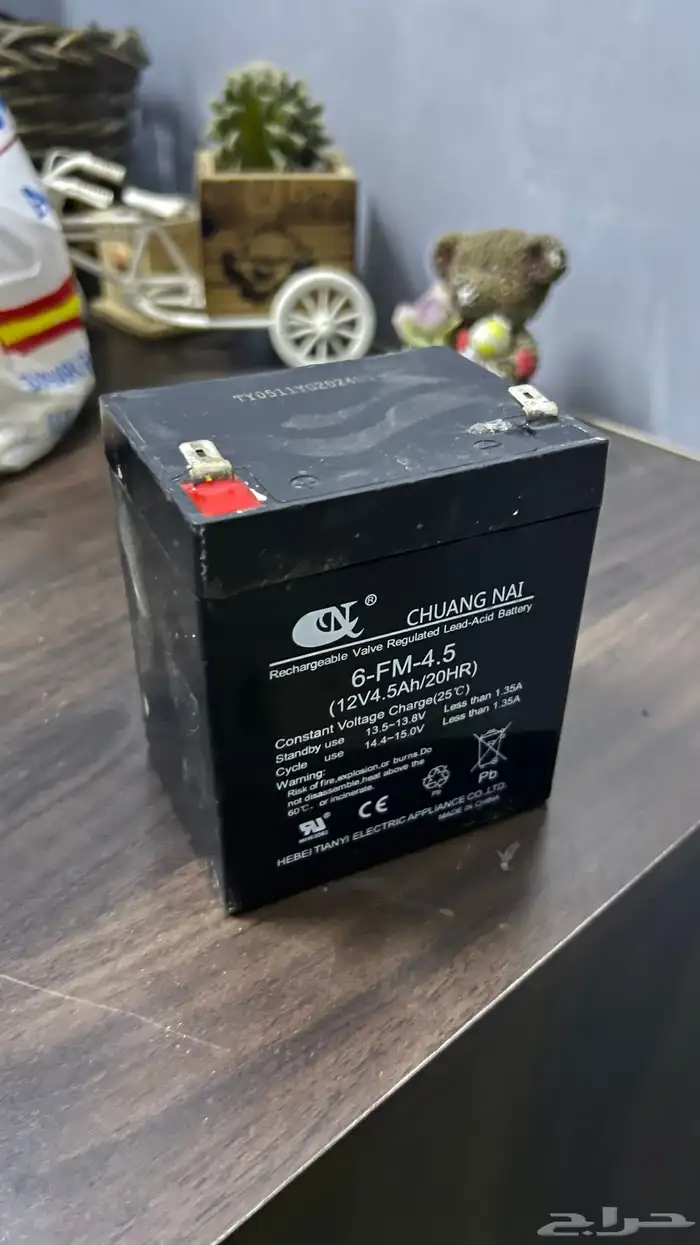 TY0511YG2024
CN ®
CHUANG NAI
Rechargeable Valve Regulated Lead-Acid Battery
6-FM-4.5
(12V4.5Ah/20HR)
Constant Voltage Charge(25℃)
Standby use 13.5~13.8V Less than 1.35A
Cycle use 14.4~15.0V Less than 1.35A
Warning:
Risk of fire,explosion,or burns.Do
not disassemble,heat above the
60℃, or incinerate.
Pb
Pb
CE
HEBEI TIANYI ELECTRIC APPLIANCE CO.,LTD.
MADE IN CHINA
حراج